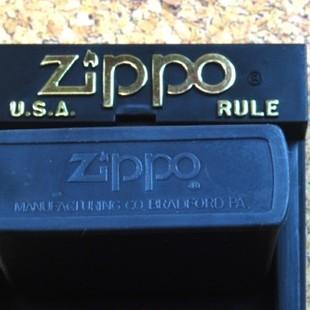 Zippo ®
U.S.A. RULE
Zippo ®
MANUFACTURING CO. BRADFORD PA.